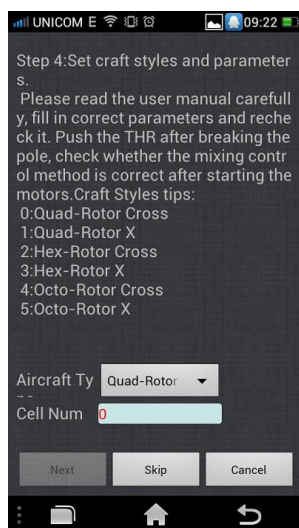 UNICOM E 09:22
Step 4:Set craft styles and parameter
s.
Please read the user manual carefull
y, fill in correct parameters and reche
ck it. Push the THR after breaking the
pole, check whether the mixing contr
ol method is correct after starting the
motors.Craft Styles tips:
0:Quad-Rotor Cross
1:Quad-Rotor X
2:Hex-Rotor Cross
3:Hex-Rotor X
4:Octo-Rotor Cross
5:Octo-Rotor X
Aircraft Ty Quad-Rotor
Cell Num 0
Next Skip Cancel